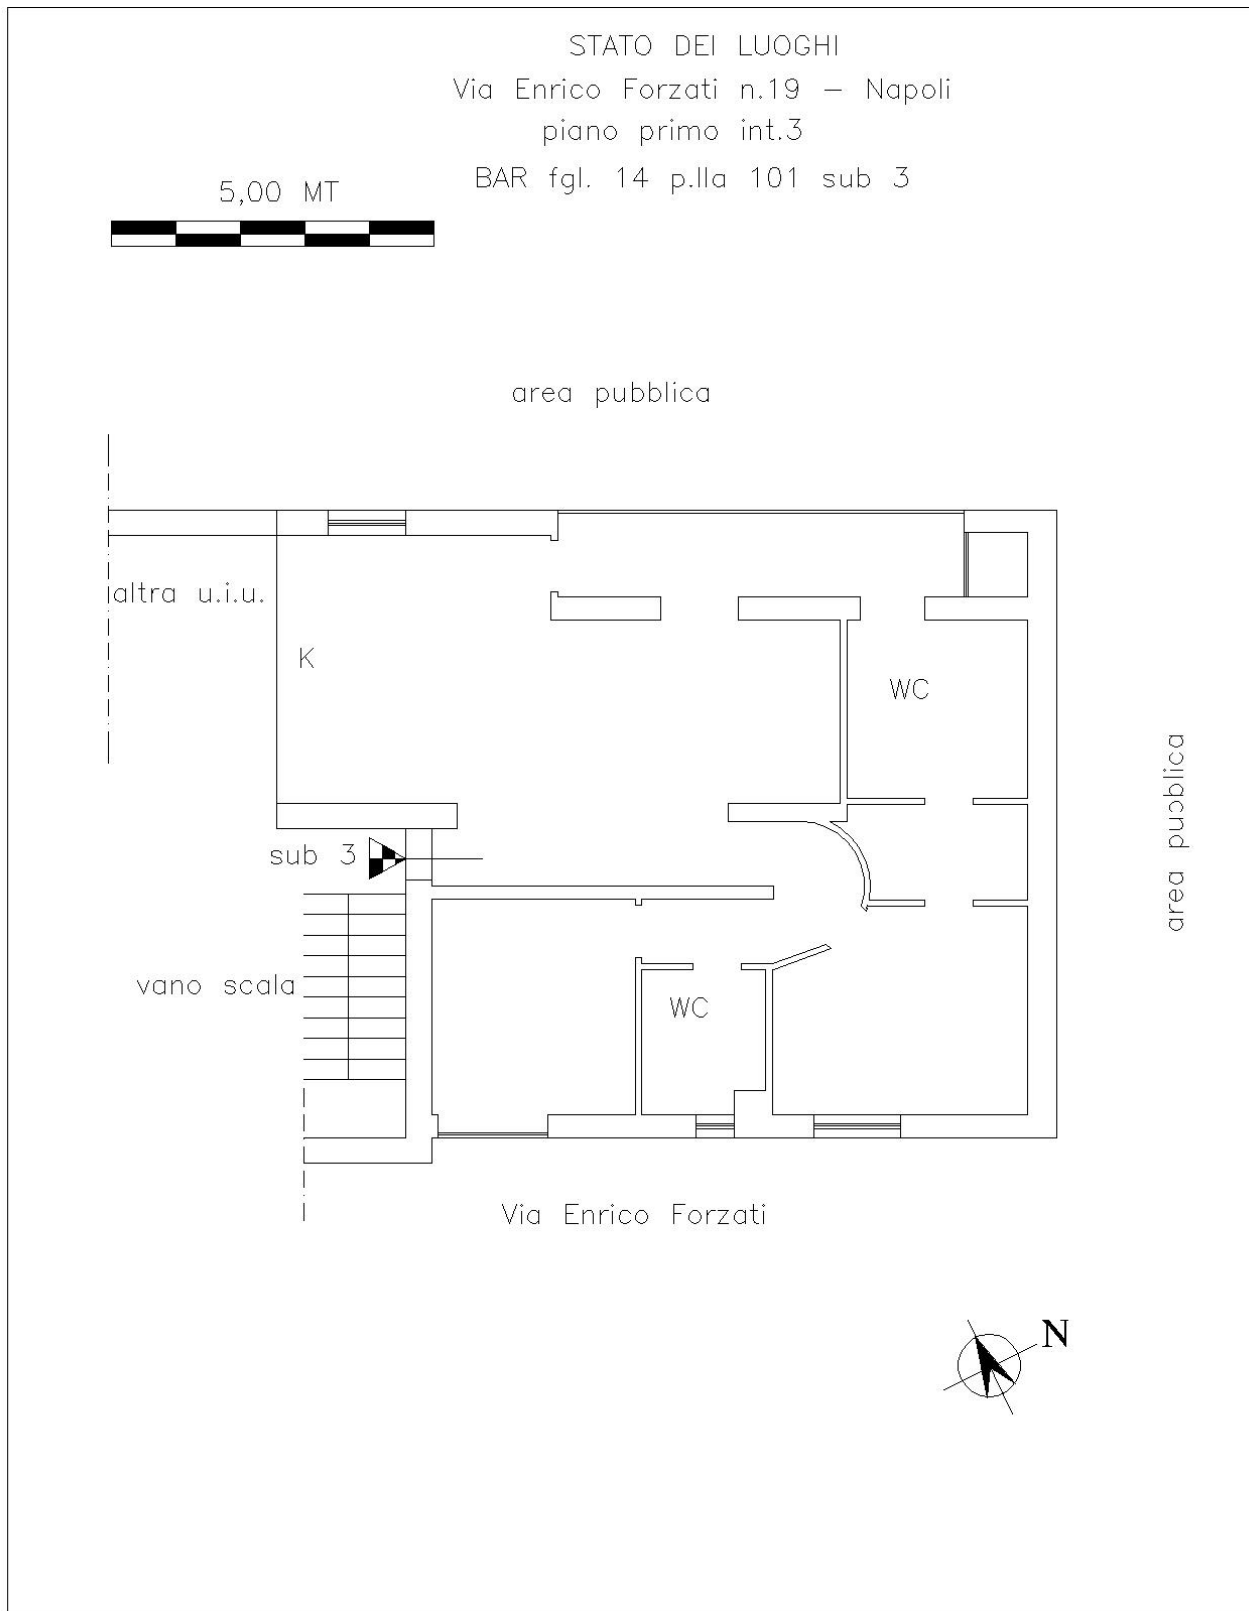 STATO DEI LUOGHI
Via Enrico Forzati n.19 – Napoli
piano primo int.3
BAR fgl. 14 p.lla 101 sub 3
5,00 MT
area pubblica
altra u.i.u.
K
WC
area pubblica
sub 3
vano scala
WC
Via Enrico Forzati
N